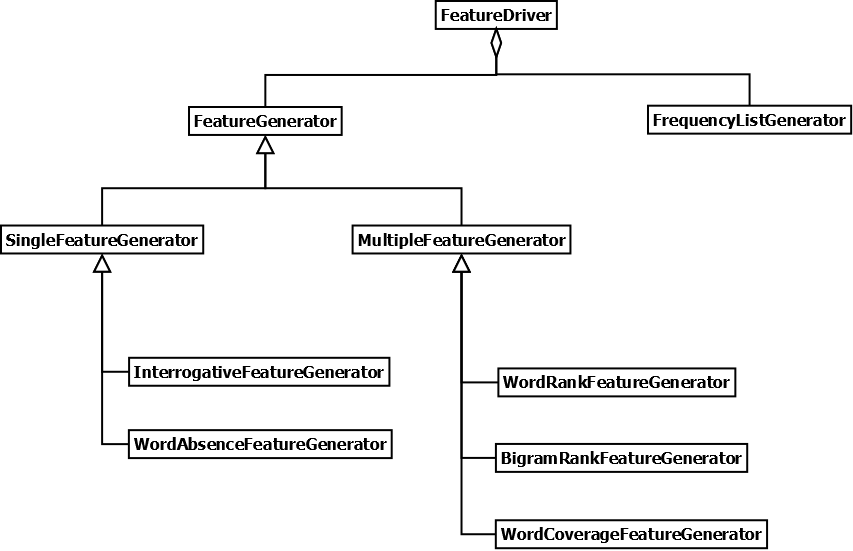 FeatureDriver
FeatureGenerator
FrequencyListGenerator
SingleFeatureGenerator
MultipleFeatureGenerator
InterrogativeFeatureGenerator
WordRankFeatureGenerator
WordAbsenceFeatureGenerator
BigramRankFeatureGenerator
WordCoverageFeatureGenerator